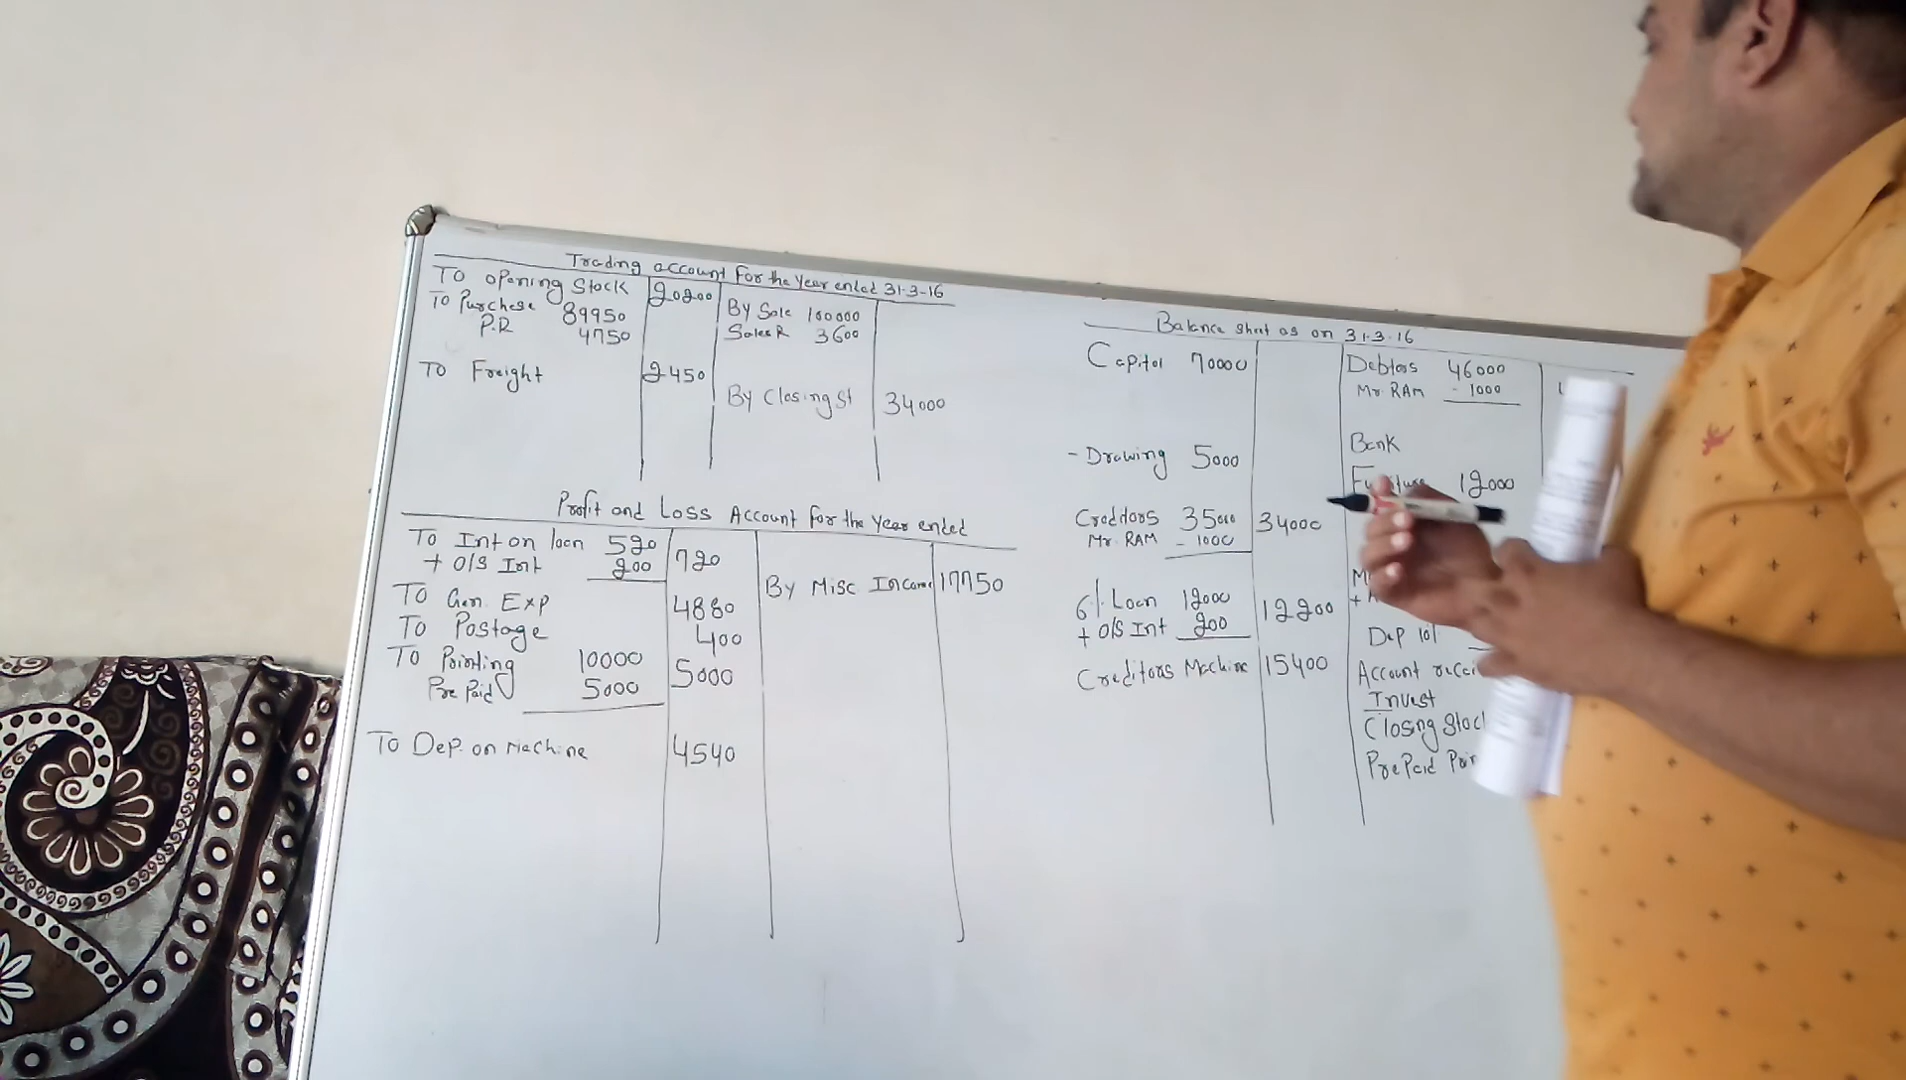 Trading account for the Year ended 31-3-16
To opening Stock 20200
To Purchase 89950
P.R 4750
By Sale 100000
Sales R 3600
To Freight 2450
By Closing St 34000
Profit and Loss Account for the Year ended
To Int on loan 520
+ O/S Int 200 720
By Misc Income 17750
To Gen. Exp 4880
To Postage 400
To Printing 10000
Pre Paid 5000 5000
To Dep. on Machine 4540
Balance Sheet as on 31-3-16
Capital 70000
- Drawing 5000
Creditors 35000 34000
Mr. RAM - 1000
6% Loan 12000 12200
+ O/S Int 200
Creditors Machine 15400
Debtors 46000
Mr RAM - 1000
Bank
12000
Dep 10%
Account
Invest
Closing
PrePaid